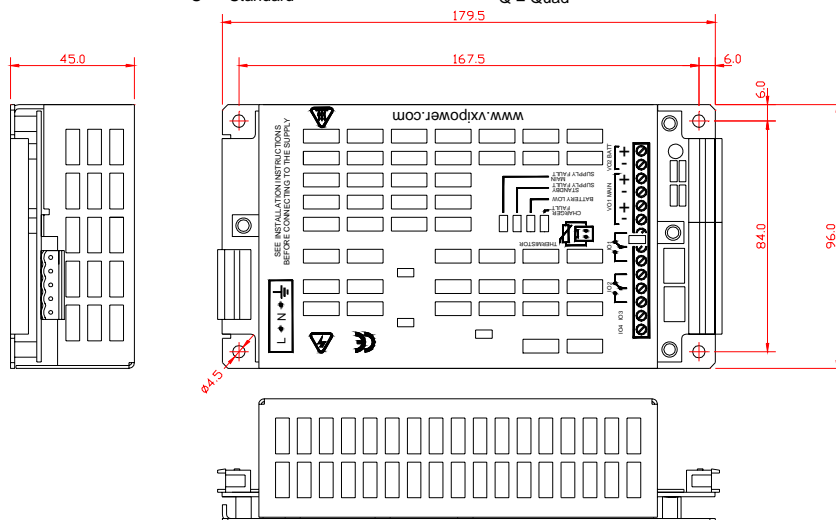 Standard
Q = Quad
179.5
45.0
167.5
6.0
6.0
www.vxipower.com
SEE INSTALLATION INSTRUCTIONS
BEFORE CONNECTING TO THE SUPPLY
MAIN
SUPPLY FAULT
STANDBY
SUPPLY FAULT
BATTERY LOW
CHARGER
FAULT
THERMISTOR
VO2 BATT
+
-
VO1 MAIN
+
-
+
-
IO1
IO2
IO3
IO4
84.0
96.0
L N
CE
Ø4.5